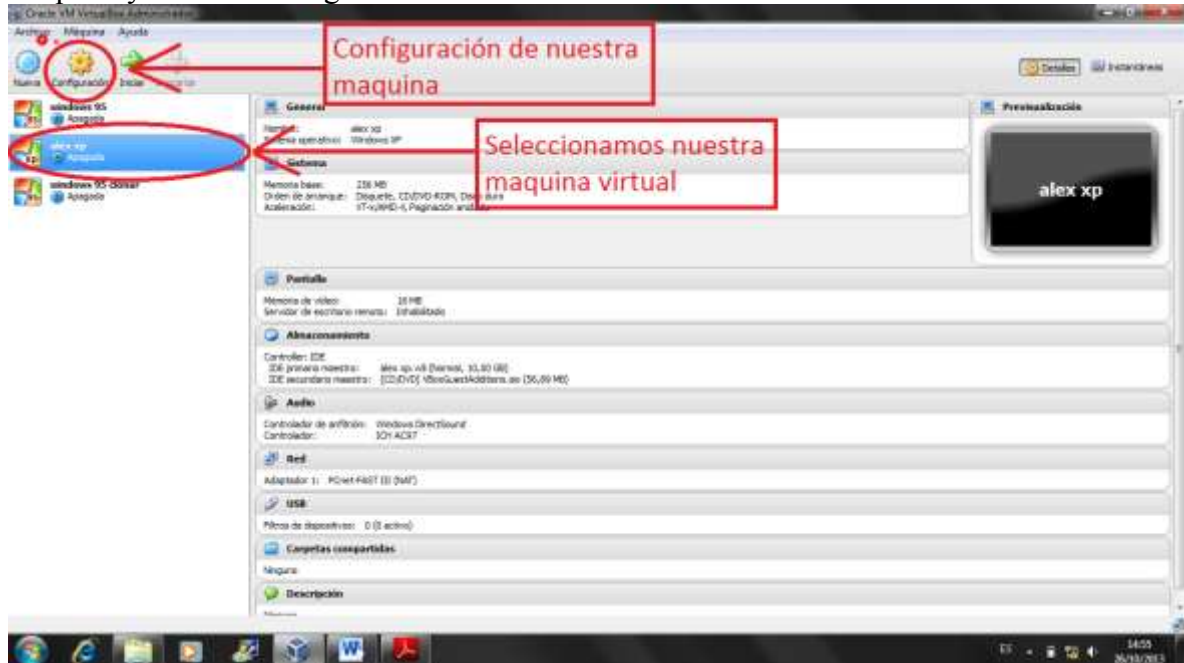 Oracle VM VirtualBox Administrador
Archivo Máquina Ayuda
Nueva Configuración Iniciar
Detalles Instantáneas
Configuración de nuestra
maquina
Seleccionamos nuestra
maquina virtual
windows 95
Apagada
alex xp
Apagada
windows 95 clonar
Apagada
General
Nombre: alex xp
Sistema operativo: Windows XP
Sistema
Memoria base: 256 MB
Orden de arranque: Disquete, CD/DVD-ROM, Disco duro
Aceleración: VT-x/AMD-V, Paginación
Previsualización
alex xp
Pantalla
Memoria de vídeo: 16 MB
Servidor de escritorio remoto: Inhabilitado
Almacenamiento
Controller: IDE
IDE primario maestro: alex xp.vdi (Normal, 10,00 GB)
IDE secundario maestro: [CD/DVD] VBoxGuestAdditions.iso (56,89 MB)
Audio
Controlador de anfitrión: Windows DirectSound
Controlador: ICH AC97
Red
Adaptador 1: PCnet-FAST III (NAT)
USB
Filtros de dispositivos: 0 (0 activo)
Carpetas compartidas
Ninguno
Descripción
ES
14:55
26/10/2013